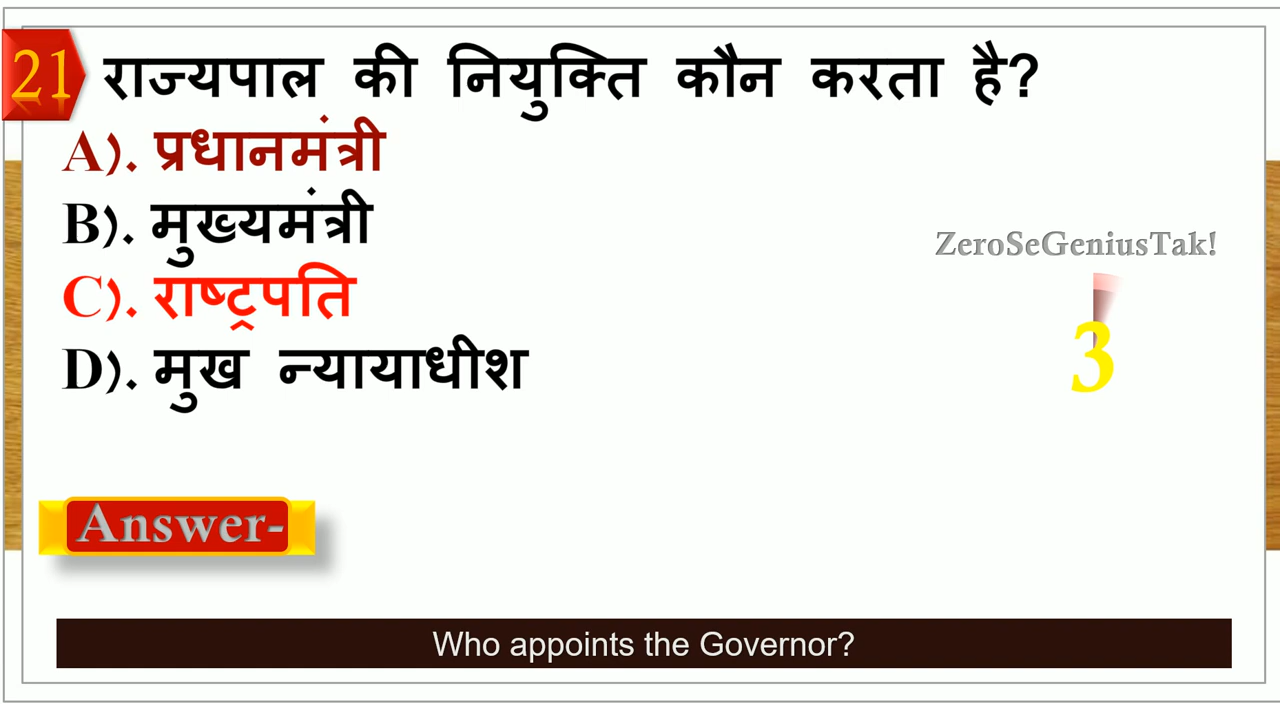 21 राज्यपाल की नियुक्ति कौन करता है?
A). प्रधानमंत्री
B). मुख्यमंत्री
C). राष्ट्रपति
D). मुख न्यायाधीश
ZeroSeGeniusTak!
3
Answer-
Who appoints the Governor?